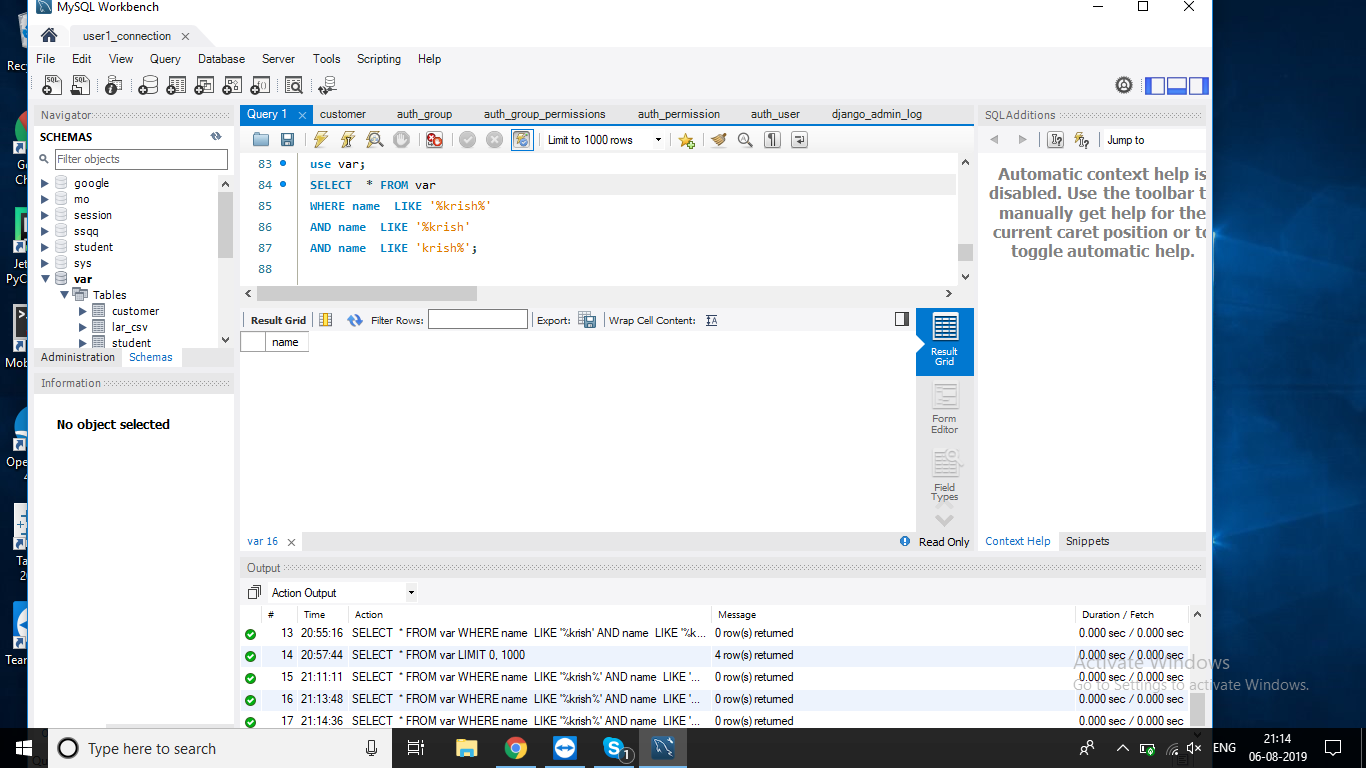 MySQL Workbench
user1_connection
File Edit View Query Database Server Tools Scripting Help
Navigator
SCHEMAS
Filter objects
google
mo
session
ssqq
student
sys
var
Tables
customer
lar_csv
student
Administration Schemas
Information
No object selected
Query 1 customer auth_group auth_group_permissions auth_permission auth_user django_admin_log
Limit to 1000 rows
83 use var;
84 SELECT * FROM var
85 WHERE name LIKE '%krish%'
86 AND name LIKE '%krish'
87 AND name LIKE 'krish%';
88
Result Grid Filter Rows: Export: Wrap Cell Content:
name
Result
Grid
Form
Editor
Field
Types
var 16 Read Only
SQLAdditions
Jump to
Automatic context help is
disabled. Use the toolbar t
manually get help for the
current caret position or to
toggle automatic help.
Context Help Snippets
Output
Action Output
# Time Action Message Duration / Fetch
13 20:55:16 SELECT * FROM var WHERE name LIKE '%krish' AND name LIKE '%k... 0 row(s) returned 0.000 sec / 0.000 sec
14 20:57:44 SELECT * FROM var LIMIT 0, 1000 4 row(s) returned 0.000 sec / 0.000 sec
15 21:11:11 SELECT * FROM var WHERE name LIKE '%krish%' AND name LIKE '... 0 row(s) returned 0.000 sec / 0.000 sec
16 21:13:48 SELECT * FROM var WHERE name LIKE '%krish%' AND name LIKE '... 0 row(s) returned 0.000 sec / 0.000 sec
17 21:14:36 SELECT * FROM var WHERE name LIKE '%krish%' AND name LIKE '... 0 row(s) returned 0.000 sec / 0.000 sec
Activate Windows
Go to Settings to activate Windows.
Type here to search
1
ENG
21:14
06-08-2019